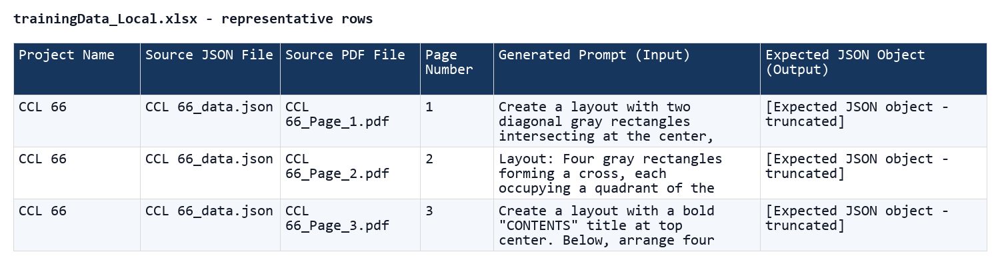 trainingData_Local.xlsx - representative rows
Project Name
Source JSON File
Source PDF File
Page
Number
Generated Prompt (Input)
Expected JSON Object
(Output)
CCL 66
CCL 66_data.json
CCL
66_Page_1.pdf
1
Create a layout with two
diagonal gray rectangles
intersecting at the center,
[Expected JSON object -
truncated]
CCL 66
CCL 66_data.json
CCL
66_Page_2.pdf
2
Layout: Four gray rectangles
forming a cross, each
occupying a quadrant of the
[Expected JSON object -
truncated]
CCL 66
CCL 66_data.json
CCL
66_Page_3.pdf
3
Create a layout with a bold
"CONTENTS" title at top
center. Below, arrange four
[Expected JSON object -
truncated]